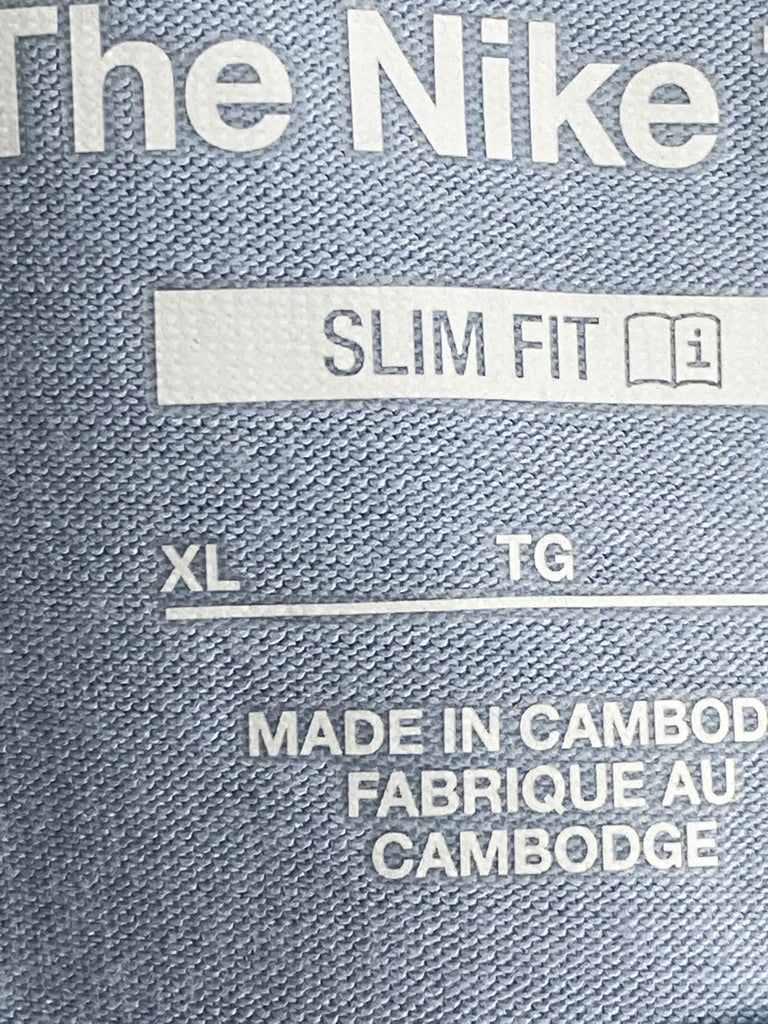 The Nike
SLIM FIT
XL TG
MADE IN CAMBOD
FABRIQUE AU
CAMBODGE